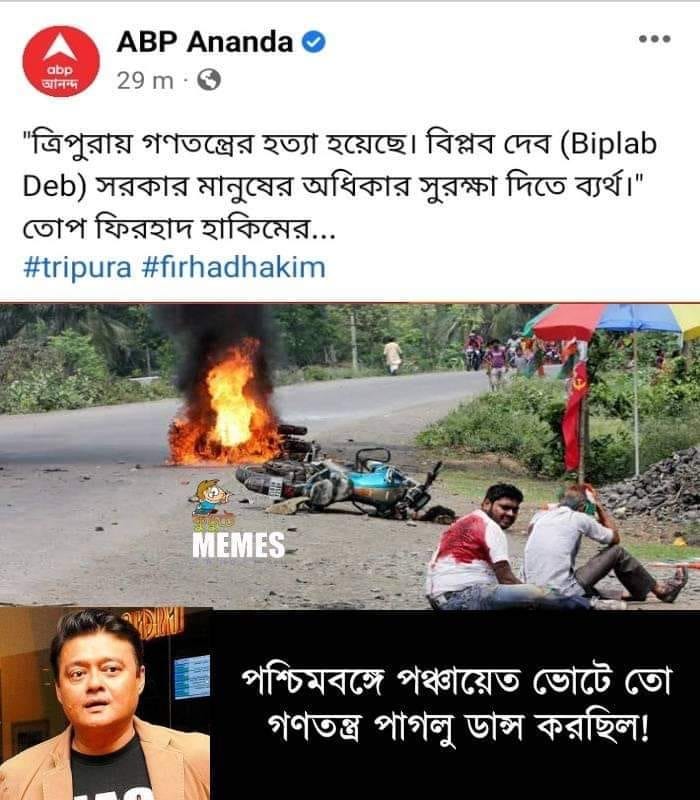 ABP Ananda
abp
আনন্দ
29 m
"ত্রিপুরায় গণতন্ত্রের হত্যা হয়েছে। বিপ্লব দেব (Biplab
Deb) সরকার মানুষের অধিকার সুরক্ষা দিতে ব্যর্থ।"
তোপ ফিরহাদ হাকিমের...
#tripura #firhadhakim
MEMES
পশ্চিমবঙ্গে পঞ্চায়েত ভোটে তো
গণতন্ত্র পাগলু ডান্স করছিল!